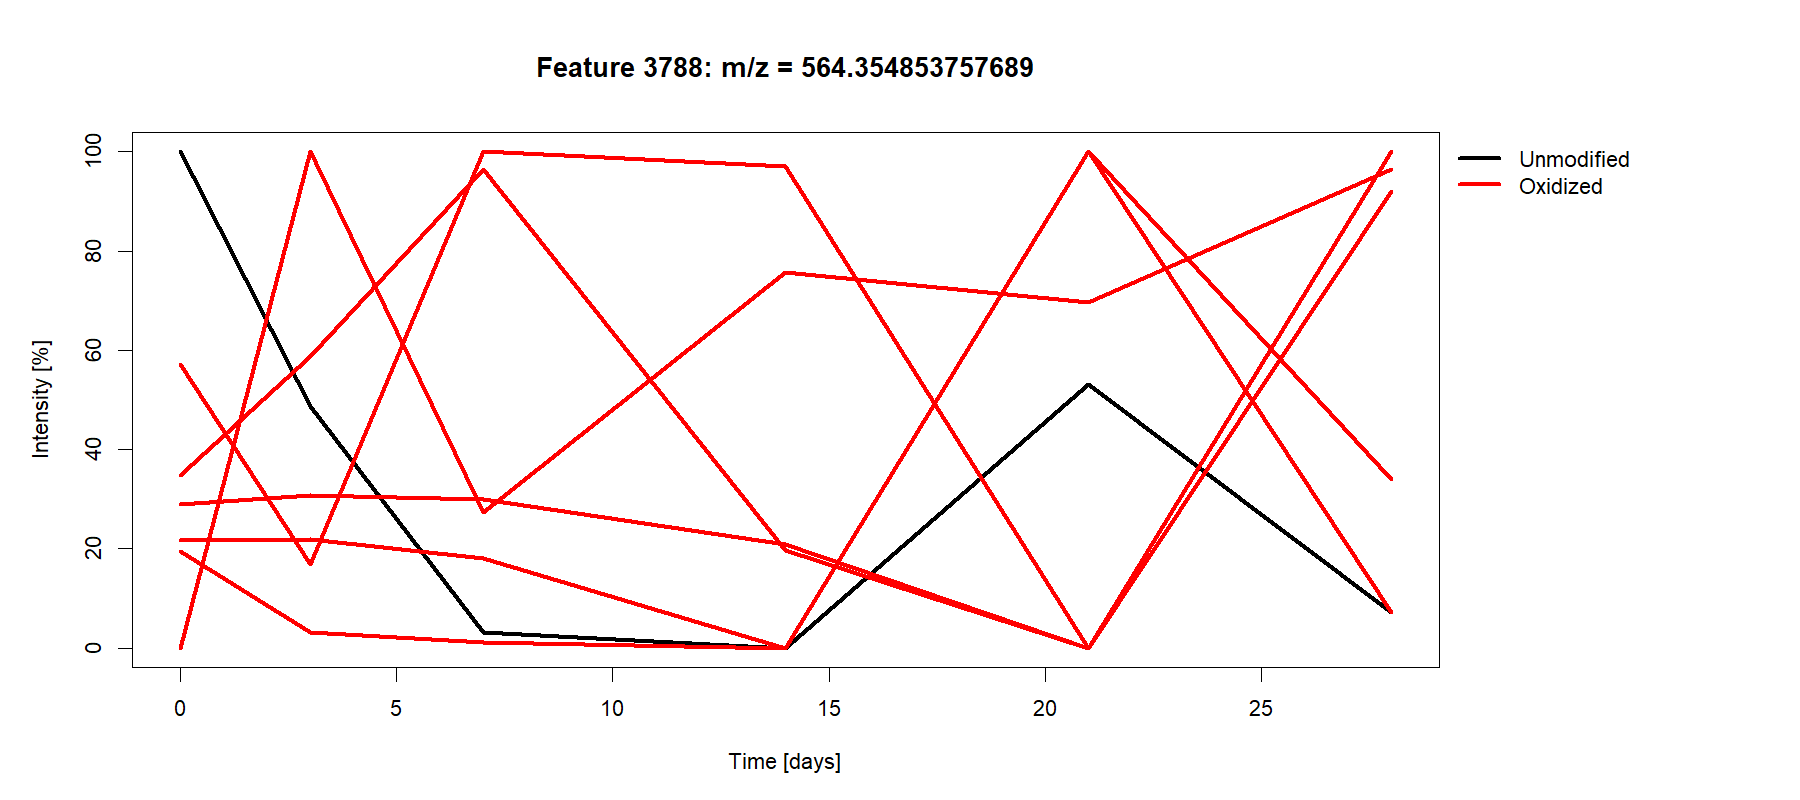 Feature 3788: m/z = 564.354853757689
Unmodified
Oxidized
Intensity [%]
100
80
60
40
20
0
0 5 10 15 20 25
Time [days]